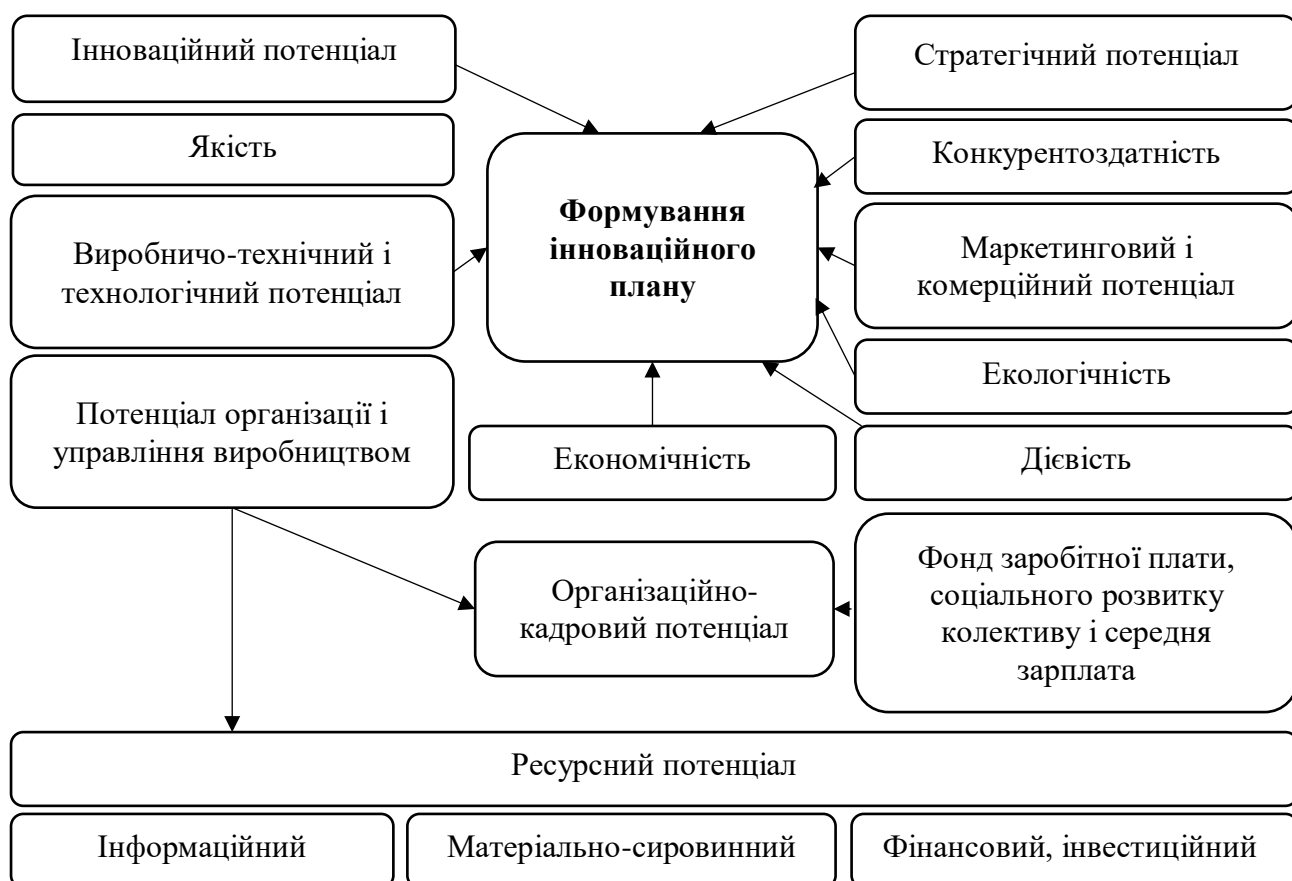 Інноваційний потенціал
Стратегічний потенціал
Якість
Конкурентоздатність
Формування
інноваційного
плану
Виробничо-технічний і
технологічний потенціал
Маркетинговий і
комерційний потенціал
Екологічність
Потенціал організації і
управління виробництвом
Економічність
Дієвість
Організаційно-
кадровий потенціал
Фонд заробітної плати,
соціального розвитку
колективу і середня
зарплата
Ресурсний потенціал
Інформаційний
Матеріально-сировинний
Фінансовий, інвестиційний